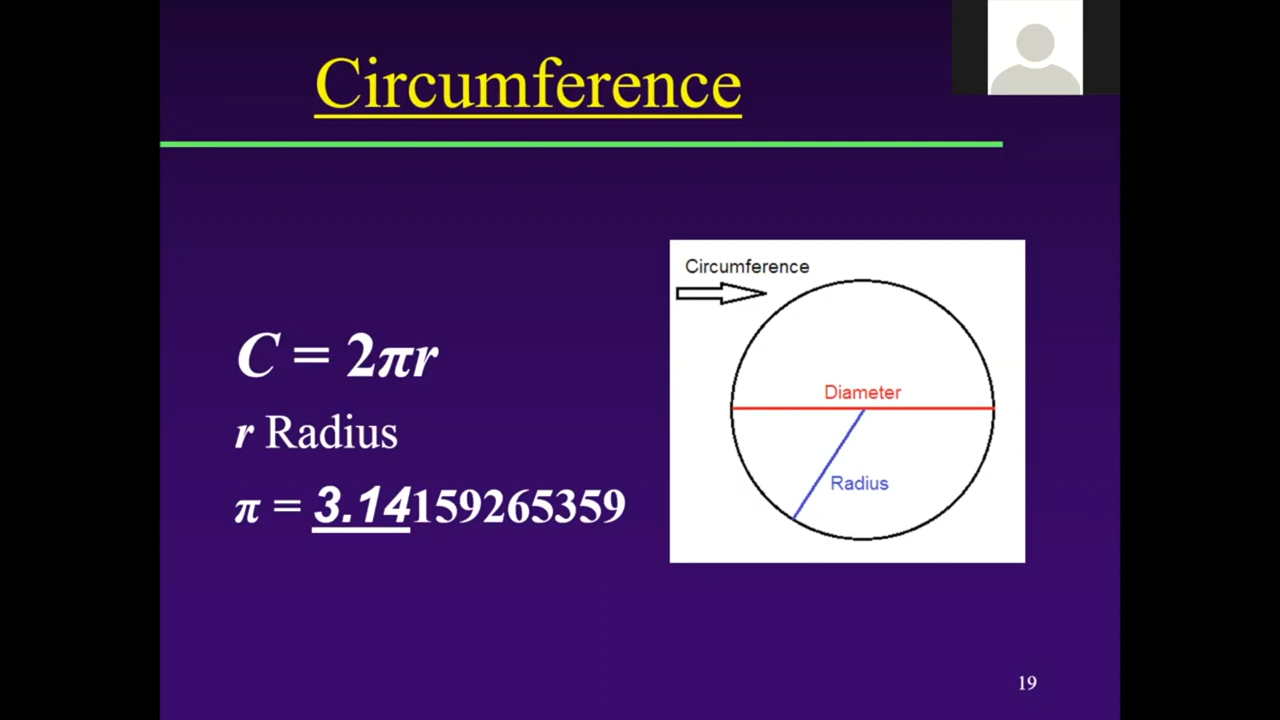 Circumference
C = 2πr
r Radius
π = 3.14159265359
Circumference
Diameter
Radius
19